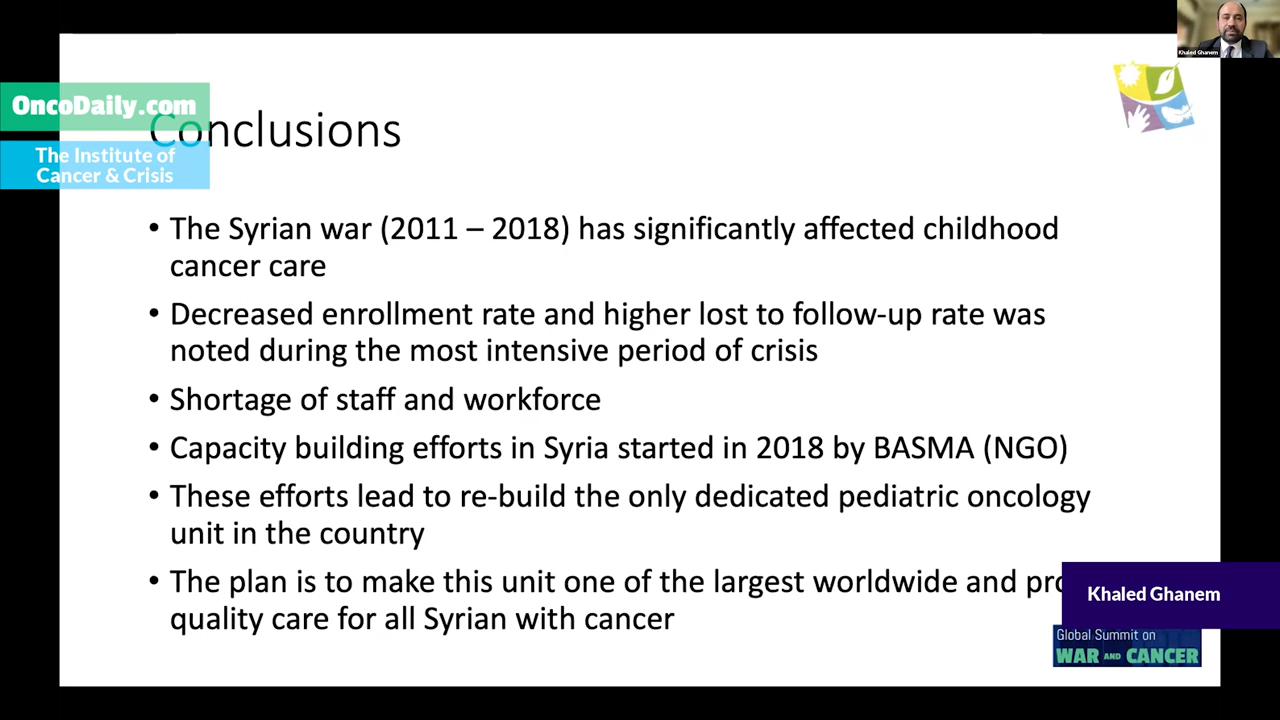 Khaled Ghanem
OncoDaily.com
The Institute of
Cancer & Crisis
Conclusions
• The Syrian war (2011 – 2018) has significantly affected childhood
cancer care
• Decreased enrollment rate and higher lost to follow-up rate was
noted during the most intensive period of crisis
• Shortage of staff and workforce
• Capacity building efforts in Syria started in 2018 by BASMA (NGO)
• These efforts lead to re-build the only dedicated pediatric oncology
unit in the country
• The plan is to make this unit one of the largest worldwide and
quality care for all Syrian with cancer
Khaled Ghanem
Global Summit on
WAR AND CANCER